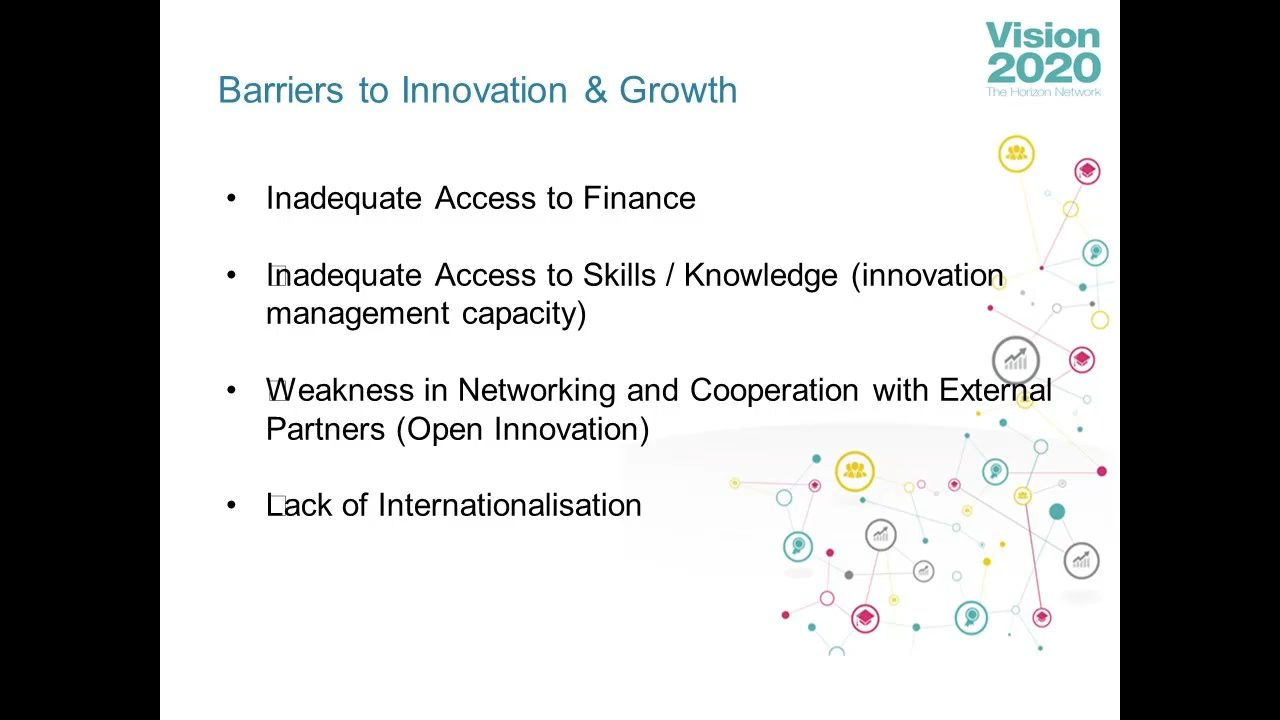 Vision
2020
The Horizon Network
Barriers to Innovation & Growth
• Inadequate Access to Finance
• Inadequate Access to Skills / Knowledge (innovation
management capacity)
• Weakness in Networking and Cooperation with External
Partners (Open Innovation)
• Lack of Internationalisation